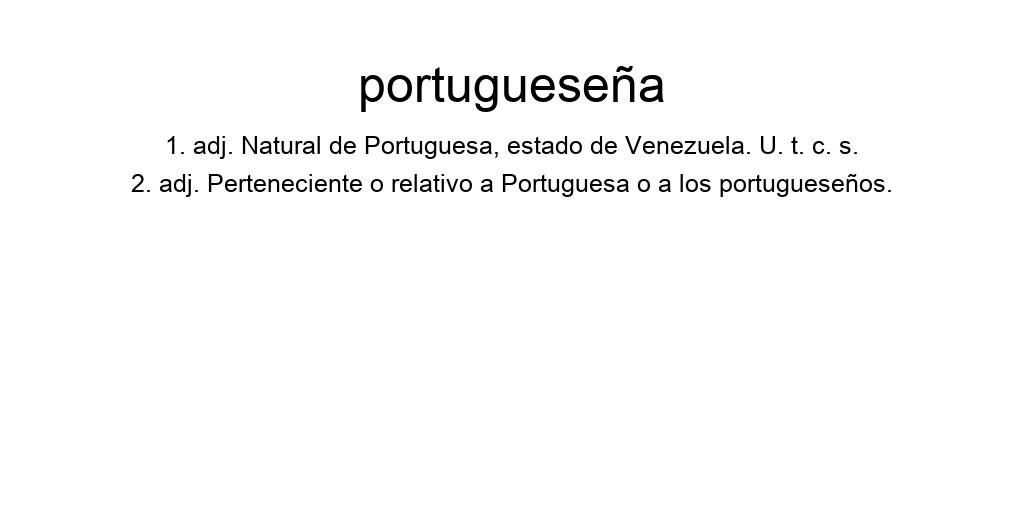 portugueseña
1. adj. Natural de Portuguesa, estado de Venezuela. U. t. c. s.
2. adj. Perteneciente o relativo a Portuguesa o a los portugueseños.